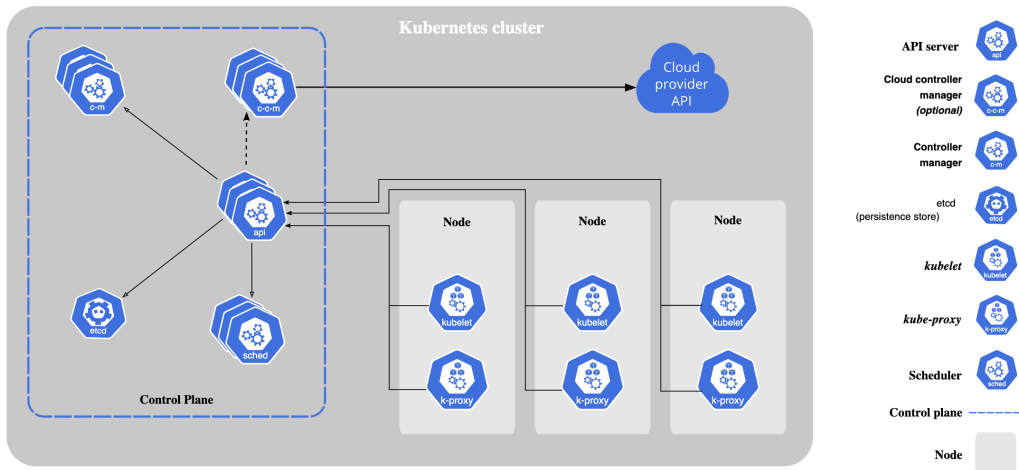 Kubernetes cluster
c-m
c-c-m
Cloud
provider
API
api
etcd
sched
Control Plane
Node
kubelet
k-proxy
Node
kubelet
k-proxy
Node
kubelet
k-proxy
API server
api
Cloud controller
manager
(optional)
c-c-m
Controller
manager
c-m
etcd
(persistence store)
etcd
kubelet
kubelet
kube-proxy
k-proxy
Scheduler
sched
Control plane
Node